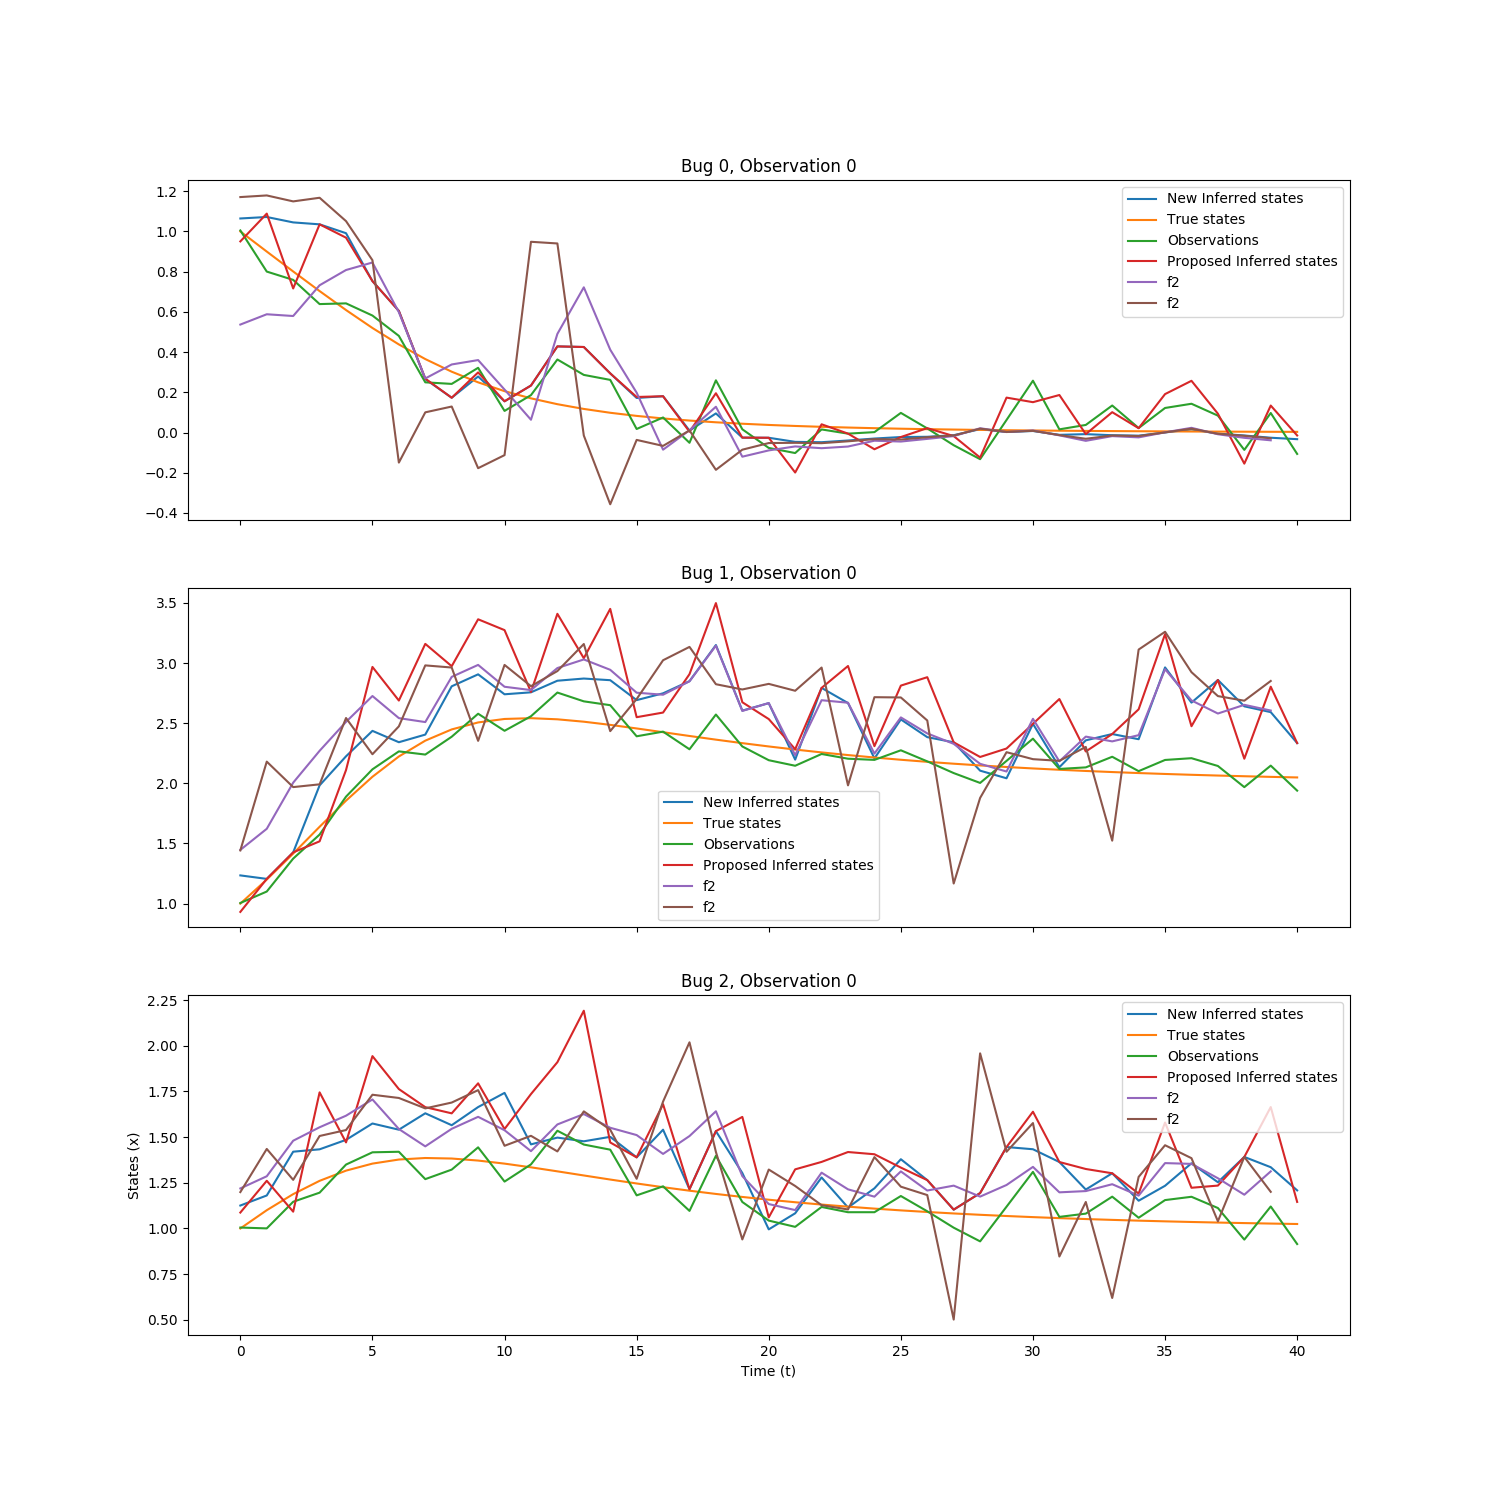 Bug 0, Observation 0
1.2
1.0
0.8
0.6
0.4
0.2
0.0
−0.2
−0.4
New Inferred states
True states
Observations
Proposed Inferred states
f2
f2
Bug 1, Observation 0
3.5
3.0
2.5
2.0
1.5
1.0
New Inferred states
True states
Observations
Proposed Inferred states
f2
f2
Bug 2, Observation 0
2.25
2.00
1.75
1.50
1.25
1.00
0.75
0.50
States (x)
New Inferred states
True states
Observations
Proposed Inferred states
f2
f2
0 5 10 15 20 25 30 35 40
Time (t)